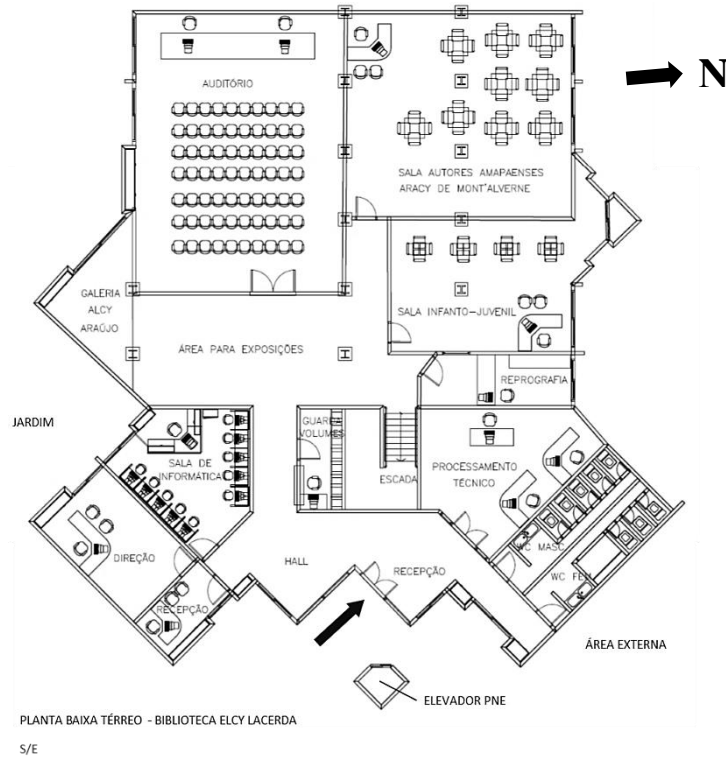 N
AUDITÓRIO
SALA AUTORES AMAPAENSES
ARACY DE MONT'ALVERNE
GALERIA
ALCY
ARAÚJO
SALA INFANTO-JUVENIL
ÁREA PARA EXPOSIÇÕES
REPROGRAFIA
JARDIM
GUARDA
VOLUMES
SALA DE
INFORMÁTICA
ESCADA
PROCESSAMENTO
TÉCNICO
DIREÇÃO
HALL
RECEPÇÃO
WC MASC
WC FEM
RECEPÇÃO
ÁREA EXTERNA
ELEVADOR PNE
PLANTA BAIXA TÉRREO - BIBLIOTECA ELCY LACERDA
S/E